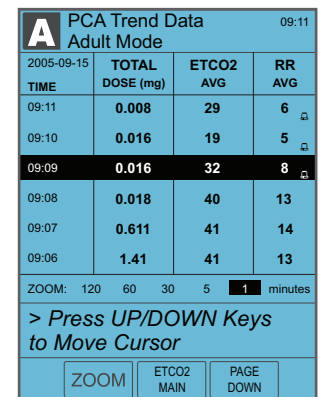 A PCA Trend Data 09:11
Adult Mode
2005-09-15 TOTAL ETCO2 RR
TIME DOSE (mg) AVG AVG
09:11 0.008 29 6
09:10 0.016 19 5
09:09 0.016 32 8
09:08 0.018 40 13
09:07 0.611 41 14
09:06 1.41 41 13
ZOOM: 120 60 30 5 1 minutes
> Press UP/DOWN Keys
to Move Cursor
ZOOM ETCO2 MAIN PAGE DOWN